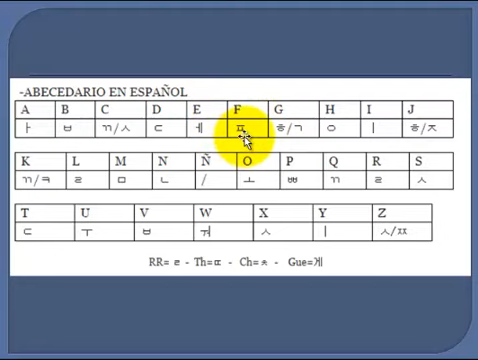 -ABECEDARIO EN ESPAÑOL
A B C D E F G H I J
ㅏ ㅂ ㄲ/ㅅ ㄷ ㅔ ㅍ ㅎ/ㄱ ㅇ ㅣ ㅎ/ㅈ
K L M N Ñ O P Q R S
ㄲ/ㅋ ㄹ ㅁ ㄴ / ㅗ ㅃ ㄲ ㄹ ㅅ
T U V W X Y Z
ㄷ ㅜ ㅂ ㅝ ㅅ ㅣ ㅅ/ㅉ
RR= ㄹ - Th=ㄸ - Ch=ㅊ - Gue=게